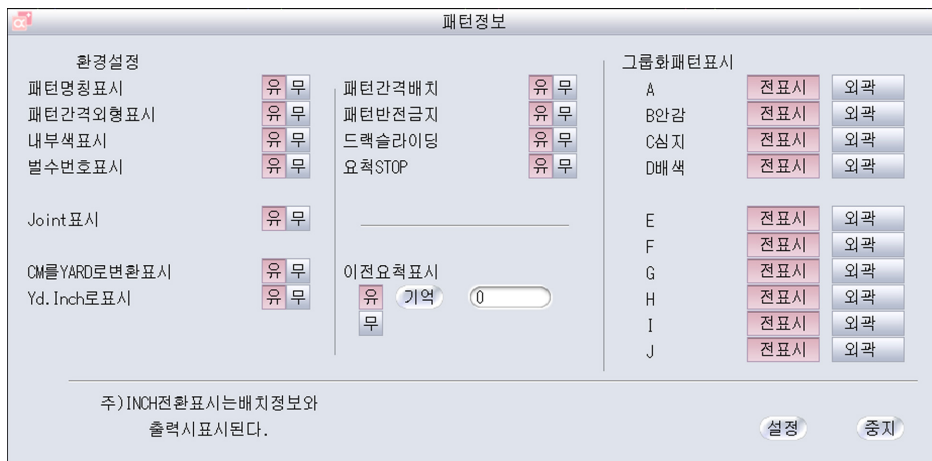 패턴정보
환경설정
패턴명칭표시 유 무
패턴간격외형표시 유 무
내부색표시 유 무
벌수번호표시 유 무
Joint표시 유 무
CM를YARD로변환표시 유 무
Yd.Inch로표시 유 무
패턴간격배치 유 무
패턴반전금지 유 무
드랙슬라이딩 유 무
요척STOP 유 무
이전요척표시
유 기억 0
무
그룹화패턴표시
A 전표시 외곽
B안감 전표시 외곽
C심지 전표시 외곽
D배색 전표시 외곽
E 전표시 외곽
F 전표시 외곽
G 전표시 외곽
H 전표시 외곽
I 전표시 외곽
J 전표시 외곽
주)INCH전환표시는배치정보와
출력시표시된다.
설정 중지